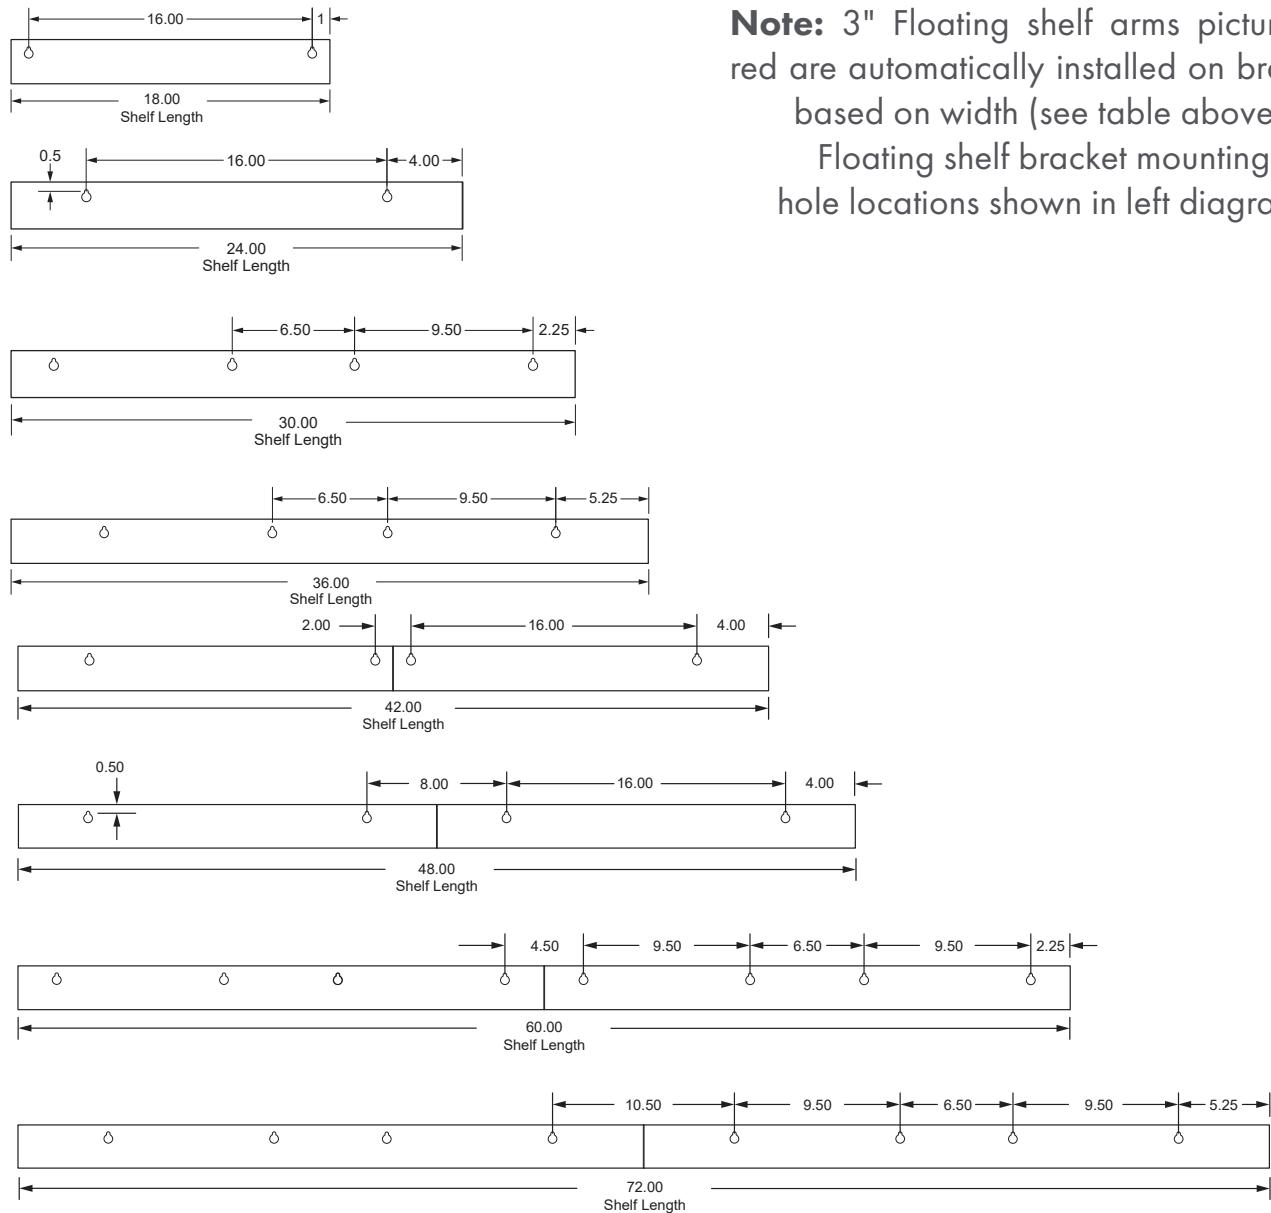 Note: 3" Floating shelf arms pictur
red are automatically installed on bra
based on width (see table above
Floating shelf bracket mounting
hole locations shown in left diagra
16.00 1
18.00
Shelf Length
0.5 16.00 4.00
24.00
Shelf Length
6.50 9.50 2.25
30.00
Shelf Length
6.50 9.50 5.25
36.00
Shelf Length
2.00 16.00 4.00
42.00
Shelf Length
0.50
8.00 16.00 4.00
48.00
Shelf Length
4.50 9.50 6.50 9.50 2.25
60.00
Shelf Length
10.50 9.50 6.50 9.50 5.25
72.00
Shelf Length